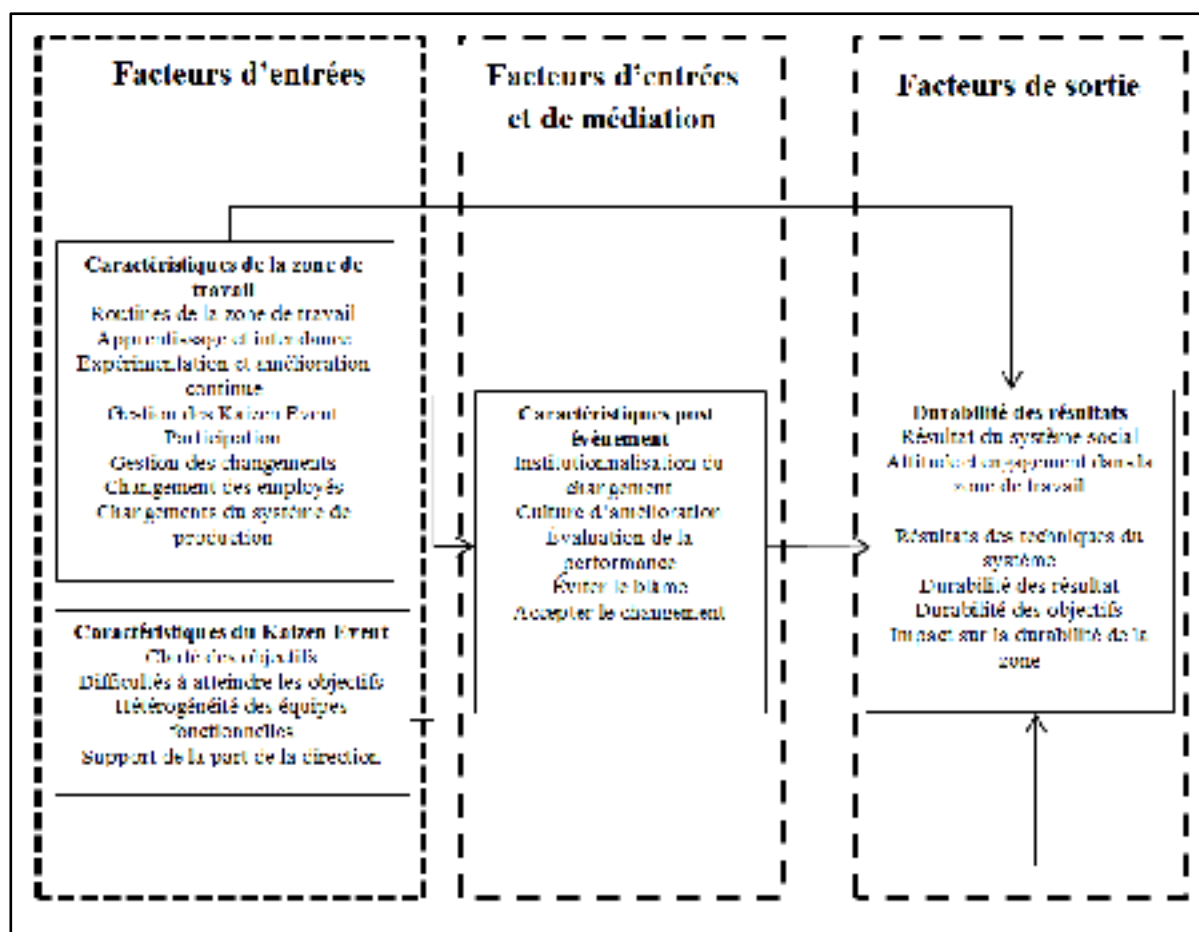 Facteurs d'entrées
Caractéristiques de la zone de
travail
Routines de la zone de travail
Apprentissage et intendance
Expérimentation et amélioration
continue
Gestion des Kaizen Event
Participation
Gestion des changements
Changement des employés
Changements du système de
production
Caractéristiques du Kaizen Event
Clarté des objectifs
Difficultés à atteindre les objectifs
Hétérogénéité des équipes
fonctionnelles
Support de la part de la direction
Facteurs d'entrées
et de médiation
Caractéristiques post
évènement
Institutionnalisation du
changement
Culture d'amélioration
Évaluation de la
performance
Éviter le blâme
Accepter le changement
Facteurs de sortie
Durabilité des résultats
Résultat du système social
Attitude et engagement dans la
zone de travail
Résultats des techniques du
système
Durabilité des résultat
Durabilité des objectifs
Impact sur la durabilité de la
zone